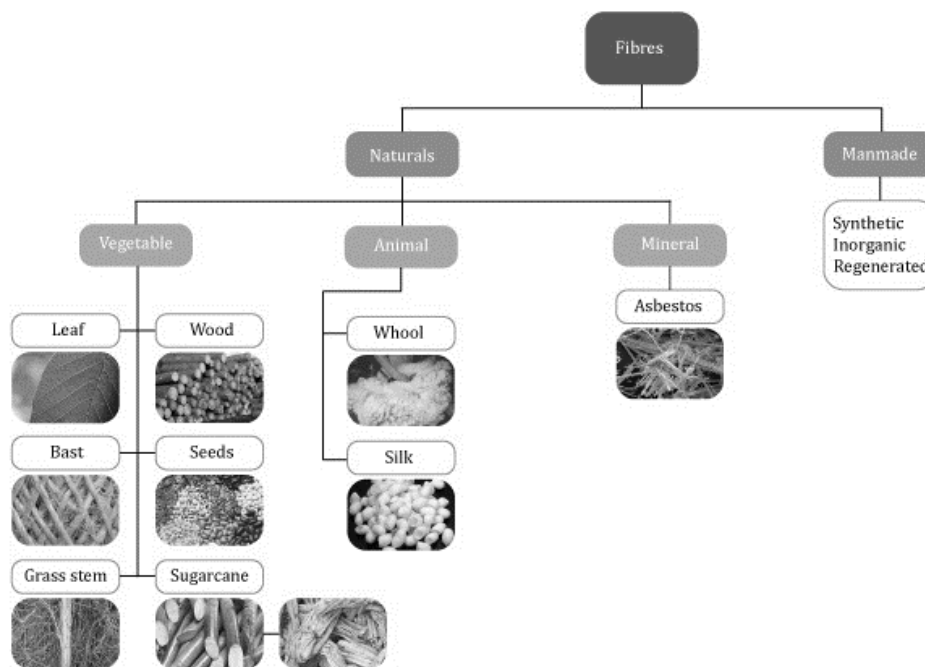 Fibres
Naturals
Manmade
Synthetic
Inorganic
Regenerated
Vegetable
Animal
Mineral
Asbestos
Leaf
Wood
Whool
Bast
Seeds
Silk
Grass stem
Sugarcane